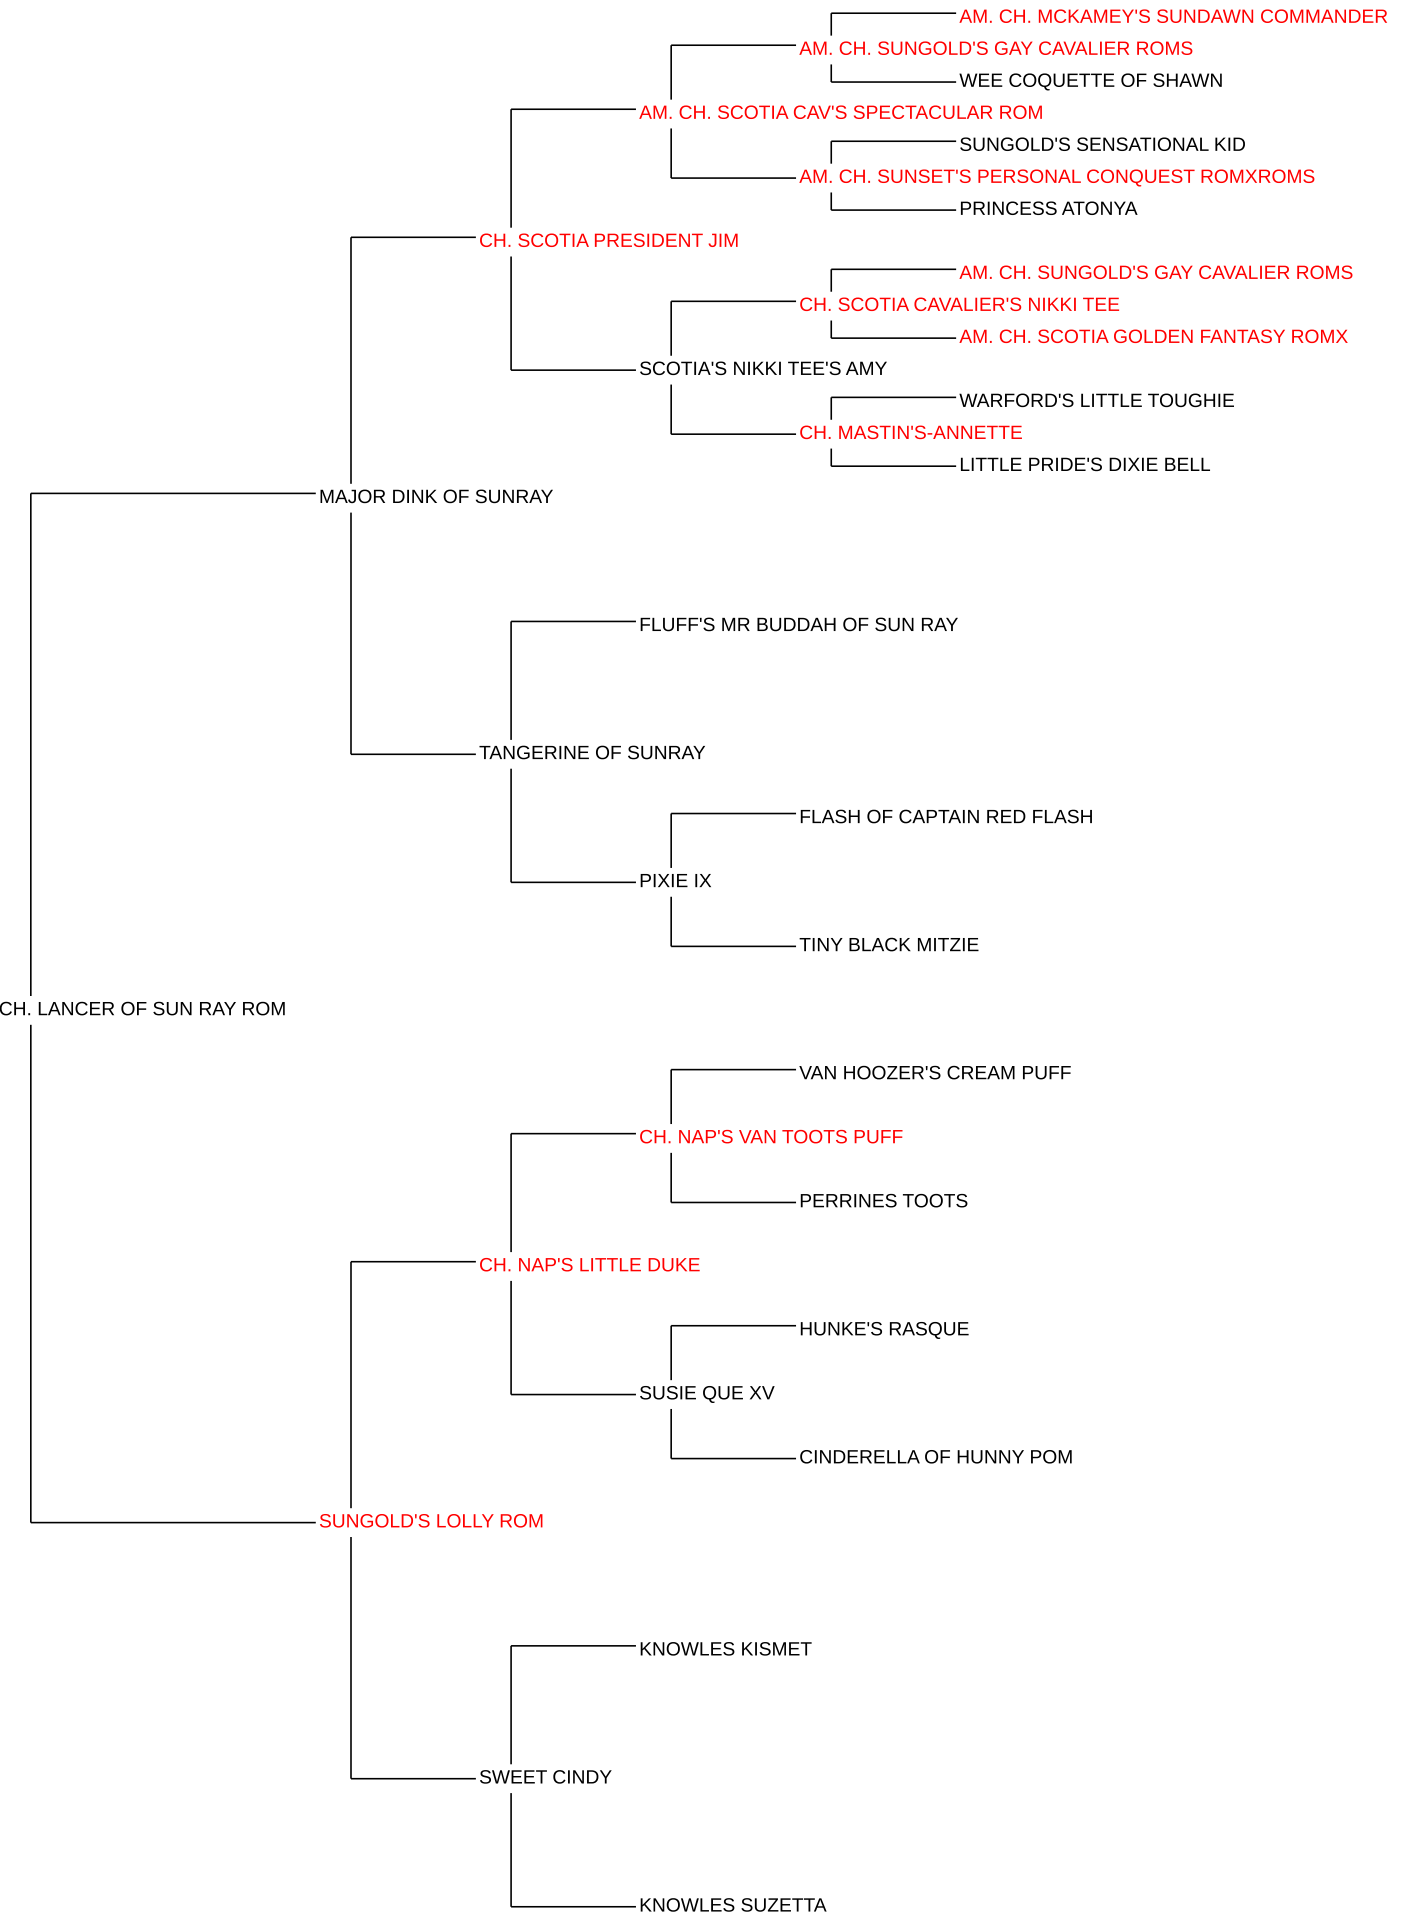 AM. CH. MCKAMEY'S SUNDAWN COMMANDER
AM. CH. SUNGOLD'S GAY CAVALIER ROMS
WEE COQUETTE OF SHAWN
AM. CH. SCOTIA CAV'S SPECTACULAR ROM
SUNGOLD'S SENSATIONAL KID
AM. CH. SUNSET'S PERSONAL CONQUEST ROMXROMS
PRINCESS ATONYA
CH. SCOTIA PRESIDENT JIM
AM. CH. SUNGOLD'S GAY CAVALIER ROMS
CH. SCOTIA CAVALIER'S NIKKI TEE
AM. CH. SCOTIA GOLDEN FANTASY ROMX
SCOTIA'S NIKKI TEE'S AMY
WARFORD'S LITTLE TOUGHIE
CH. MASTIN'S-ANNETTE
LITTLE PRIDE'S DIXIE BELL
MAJOR DINK OF SUNRAY
FLUFF'S MR BUDDAH OF SUN RAY
TANGERINE OF SUNRAY
FLASH OF CAPTAIN RED FLASH
PIXIE IX
TINY BLACK MITZIE
CH. LANCER OF SUN RAY ROM
VAN HOOZER'S CREAM PUFF
CH. NAP'S VAN TOOTS PUFF
PERRINES TOOTS
CH. NAP'S LITTLE DUKE
HUNKE'S RASQUE
SUSIE QUE XV
CINDERELLA OF HUNNY POM
SUNGOLD'S LOLLY ROM
KNOWLES KISMET
SWEET CINDY
KNOWLES SUZETTA